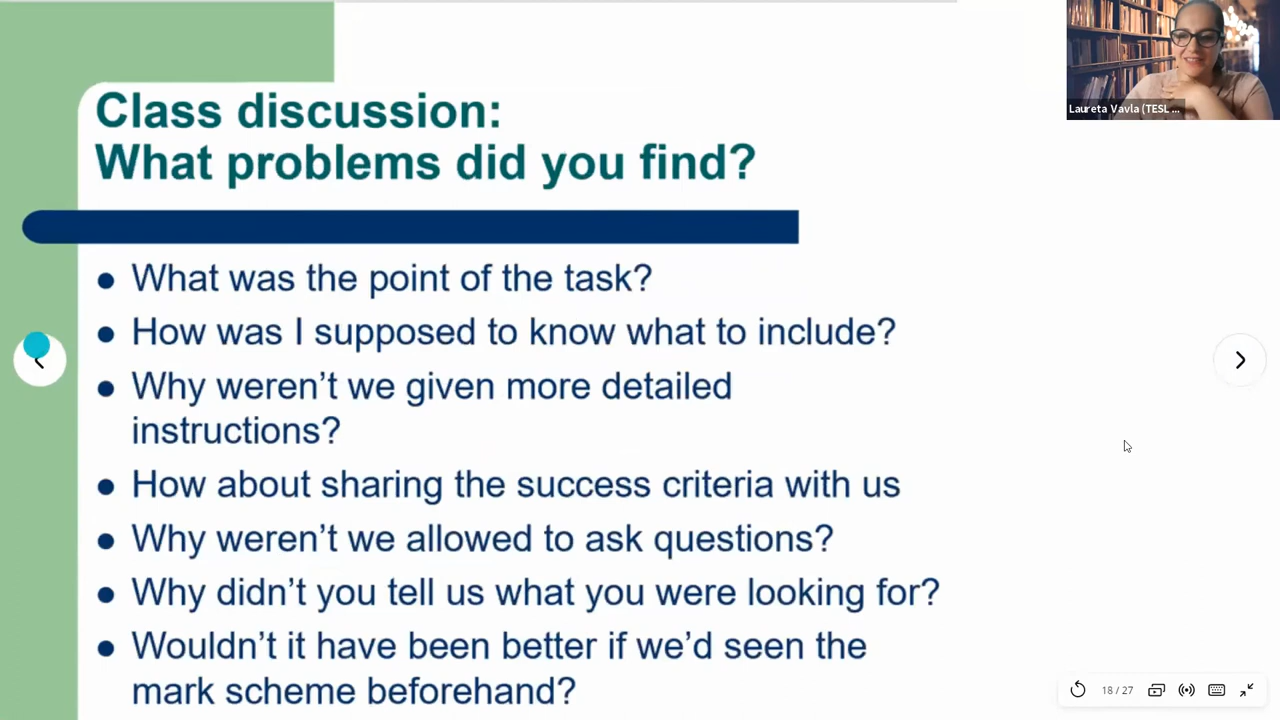 Class discussion:
What problems did you find?
What was the point of the task?
How was I supposed to know what to include?
Why weren't we given more detailed
instructions?
How about sharing the success criteria with us
Why weren't we allowed to ask questions?
Why didn't you tell us what you were looking for?
Wouldn't it have been better if we'd seen the
mark scheme beforehand?
Laureta Vavla (TESL ...
18 / 27